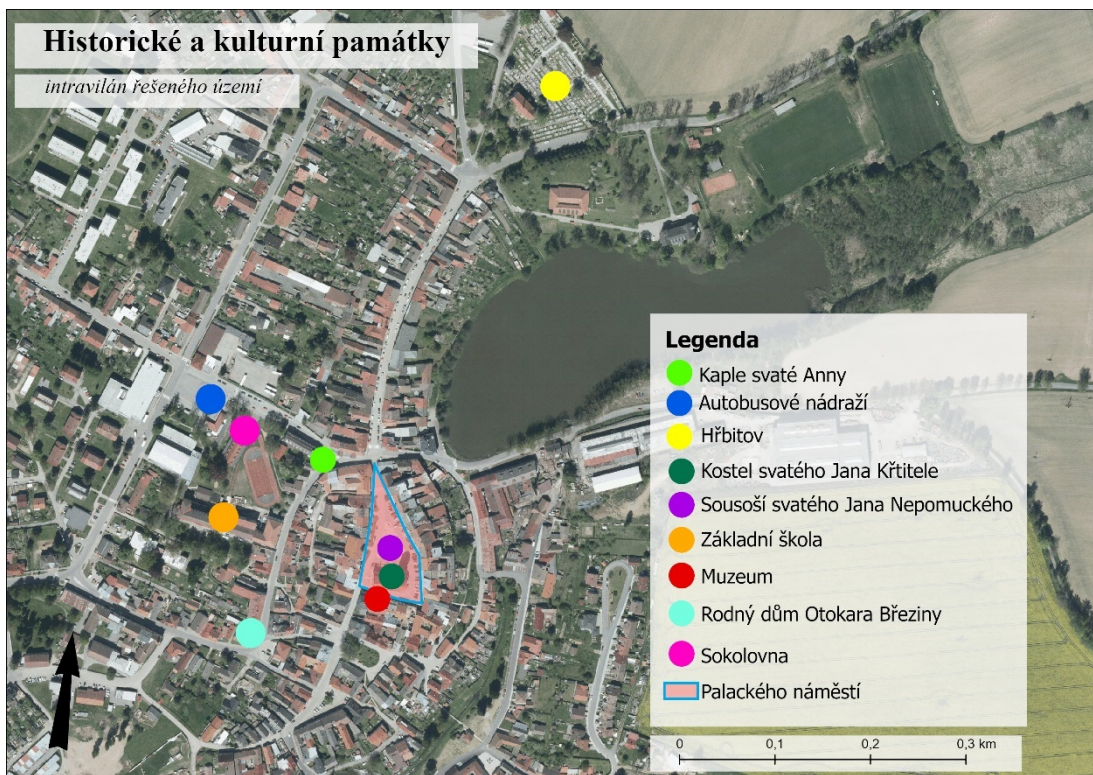 Historické a kulturní památky
intravilán řešeného území
Legenda
Kaple svaté Anny
Autobusové nádraží
Hřbitov
Kostel svatého Jana Křtitele
Sousoší svatého Jana Nepomuckého
Základní škola
Muzeum
Rodný dům Otokara Březiny
Sokolovna
Palackého náměstí
0 0,1 0,2 0,3 km